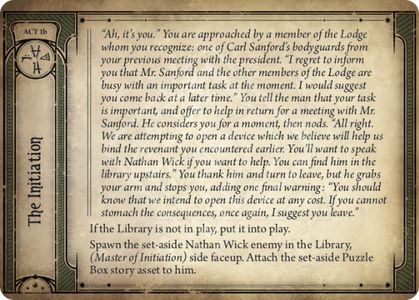 ACT 1b
The Initiation
“Ah, it’s you.” You are approached by a member of the Lodge
whom you recognize: one of Carl Sanford’s bodyguards from
your previous meeting with the president. “I regret to inform
you that Mr. Sanford and the other members of the Lodge are
busy with an important task at the moment. I would suggest
you come back at a later time.” You tell the man that your task
is important, and offer to help in return for a meeting with Mr.
Sanford. He considers you for a moment, then nods. “All right.
We are attempting to open a device which we believe will help us
bind the revenant you encountered earlier. You’ll want to speak
with Nathan Wick if you want to help. You can find him in the
library upstairs.” You thank him and turn to leave, but he grabs
your arm and stops you, adding one final warning: “You should
know that we intend to open this device at any cost. If you cannot
stomach the consequences, once again, I suggest you leave.”
If the Library is not in play, put it into play.
Spawn the set-aside Nathan Wick enemy in the Library,
(Master of Initiation) side faceup. Attach the set-aside Puzzle
Box story asset to him.